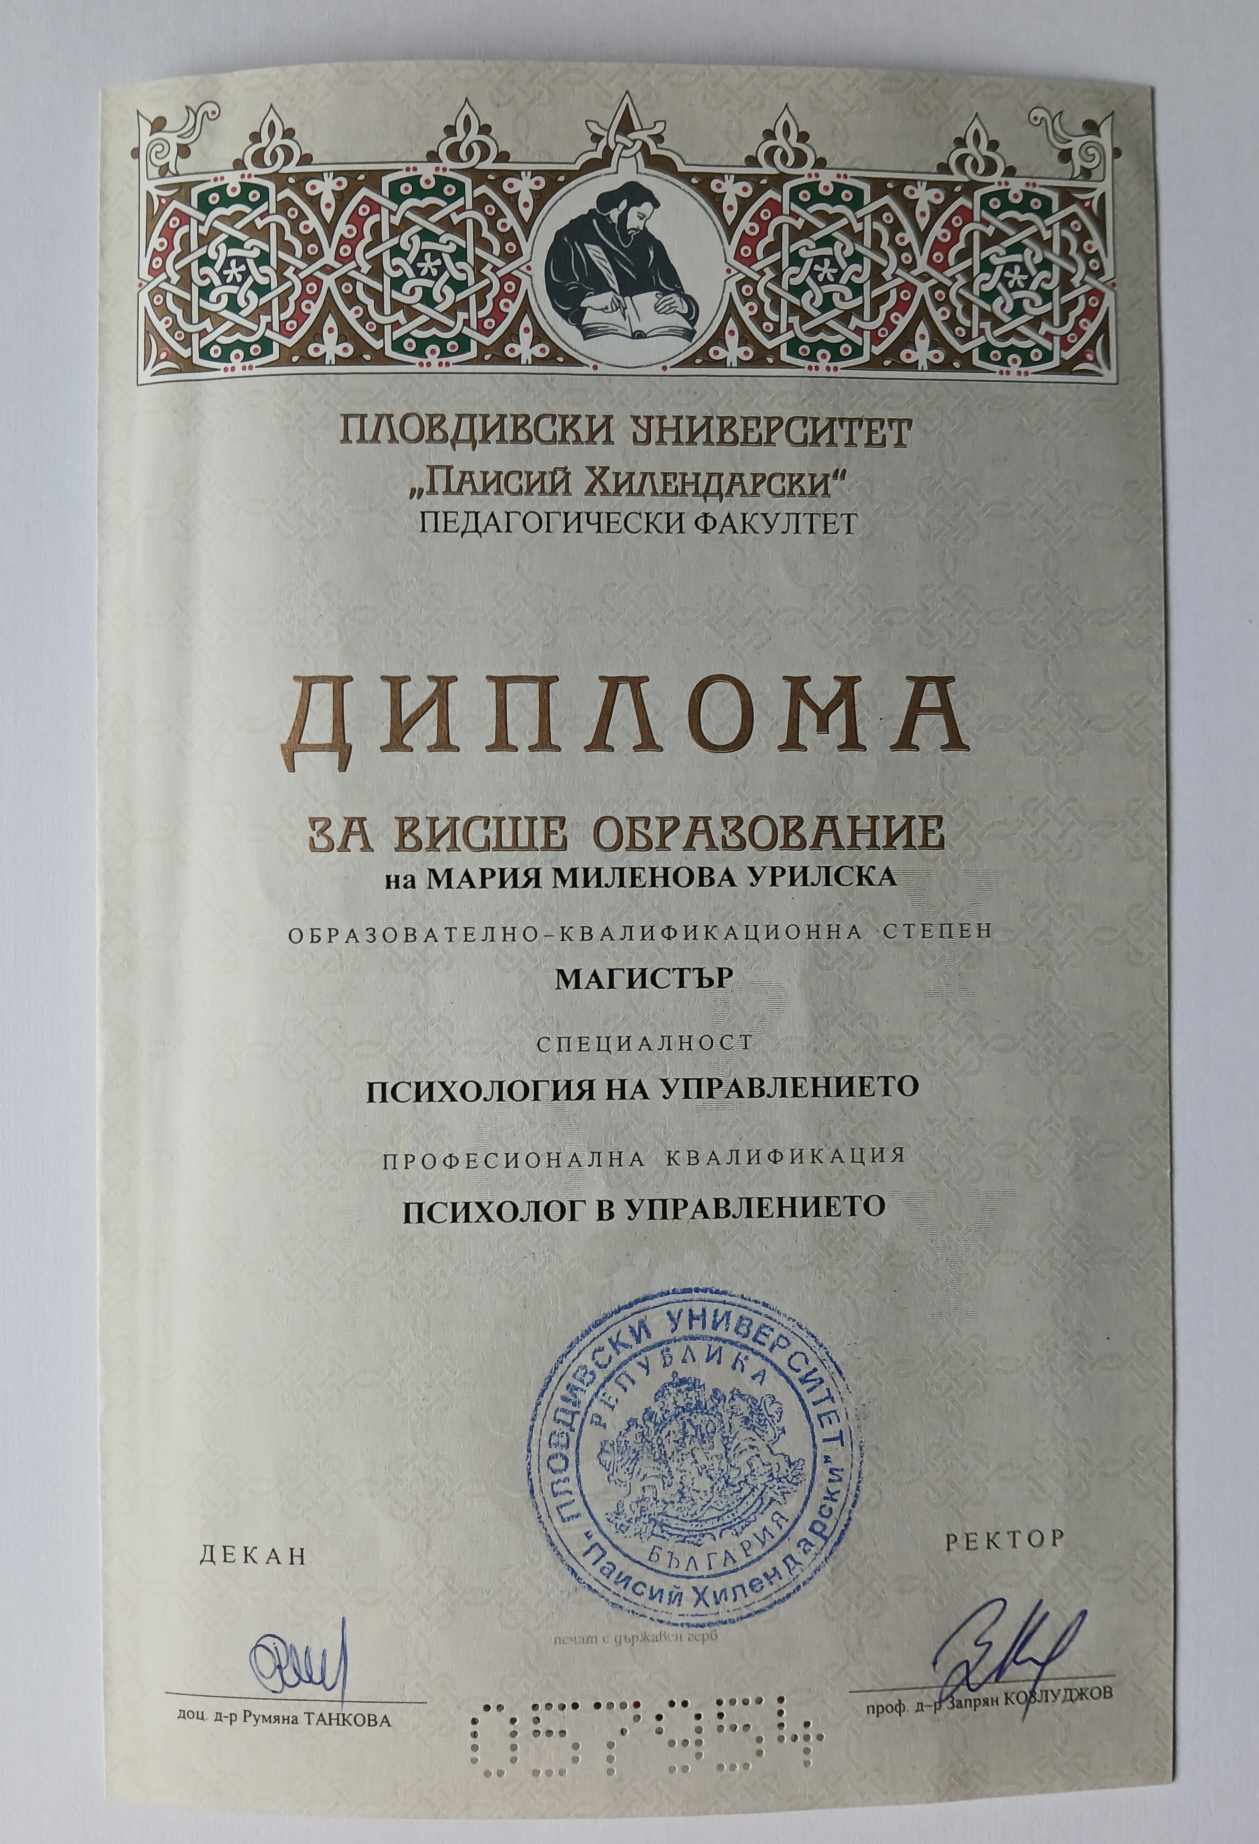 ПЛОВДИВСКИ УНИВЕРСИТЕТ
„Паисий Хилендарски“
ПЕДАГОГИЧЕСКИ ФАКУЛТЕТ
ДИПЛОМА
ЗА ВИСШЕ ОБРАЗОВАНИЕ
на МАРИЯ МИЛЕНОВА УРИЛСКА
ОБРАЗОВАТЕЛНО–КВАЛИФИКАЦИОННА СТЕПЕН
МАГИСТЪР
СПЕЦИАЛНОСТ
ПСИХОЛОГИЯ НА УПРАВЛЕНИЕТО
ПРОФЕСИОНАЛНА КВАЛИФИКАЦИЯ
ПСИХОЛОГ В УПРАВЛЕНИЕТО
ПЛОВДИВСКИ УНИВЕРСИТЕТ "Паисий Хилендарски"
РЕПУБЛИКА
БЪЛГАРИЯ
ДЕКАН
РЕКТОР
печат с държавен герб
доц. д-р Румяна ТАНКОВА
проф. д-р Запрян КОЗЛУДЖОВ
057954